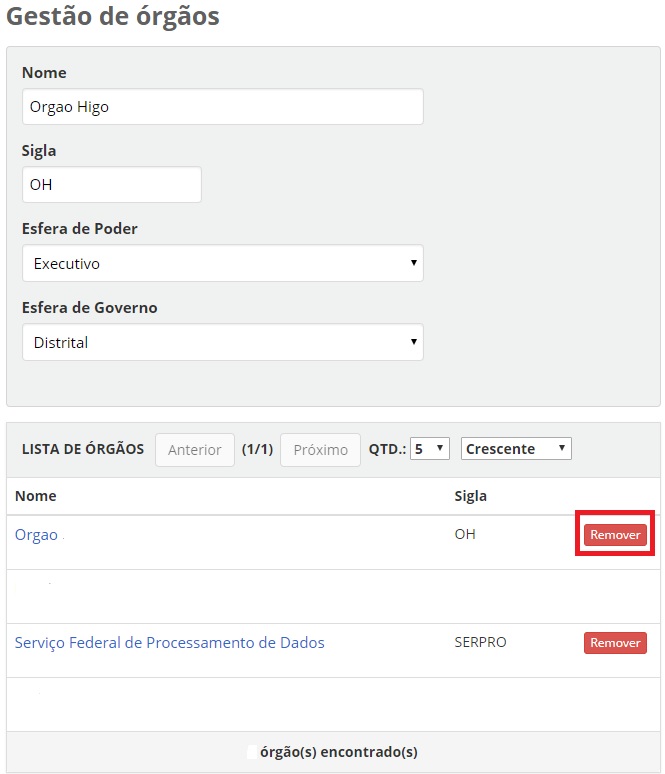 Gestão de órgãos
Nome
Orgao Higo
Sigla
OH
Esfera de Poder
Executivo
Esfera de Governo
Distrital
LISTA DE ÓRGÃOS Anterior (1/1) Próximo QTD.: 5 Crescente
Nome Sigla
Orgao OH Remover
Serviço Federal de Processamento de Dados SERPRO Remover
órgão(s) encontrado(s)